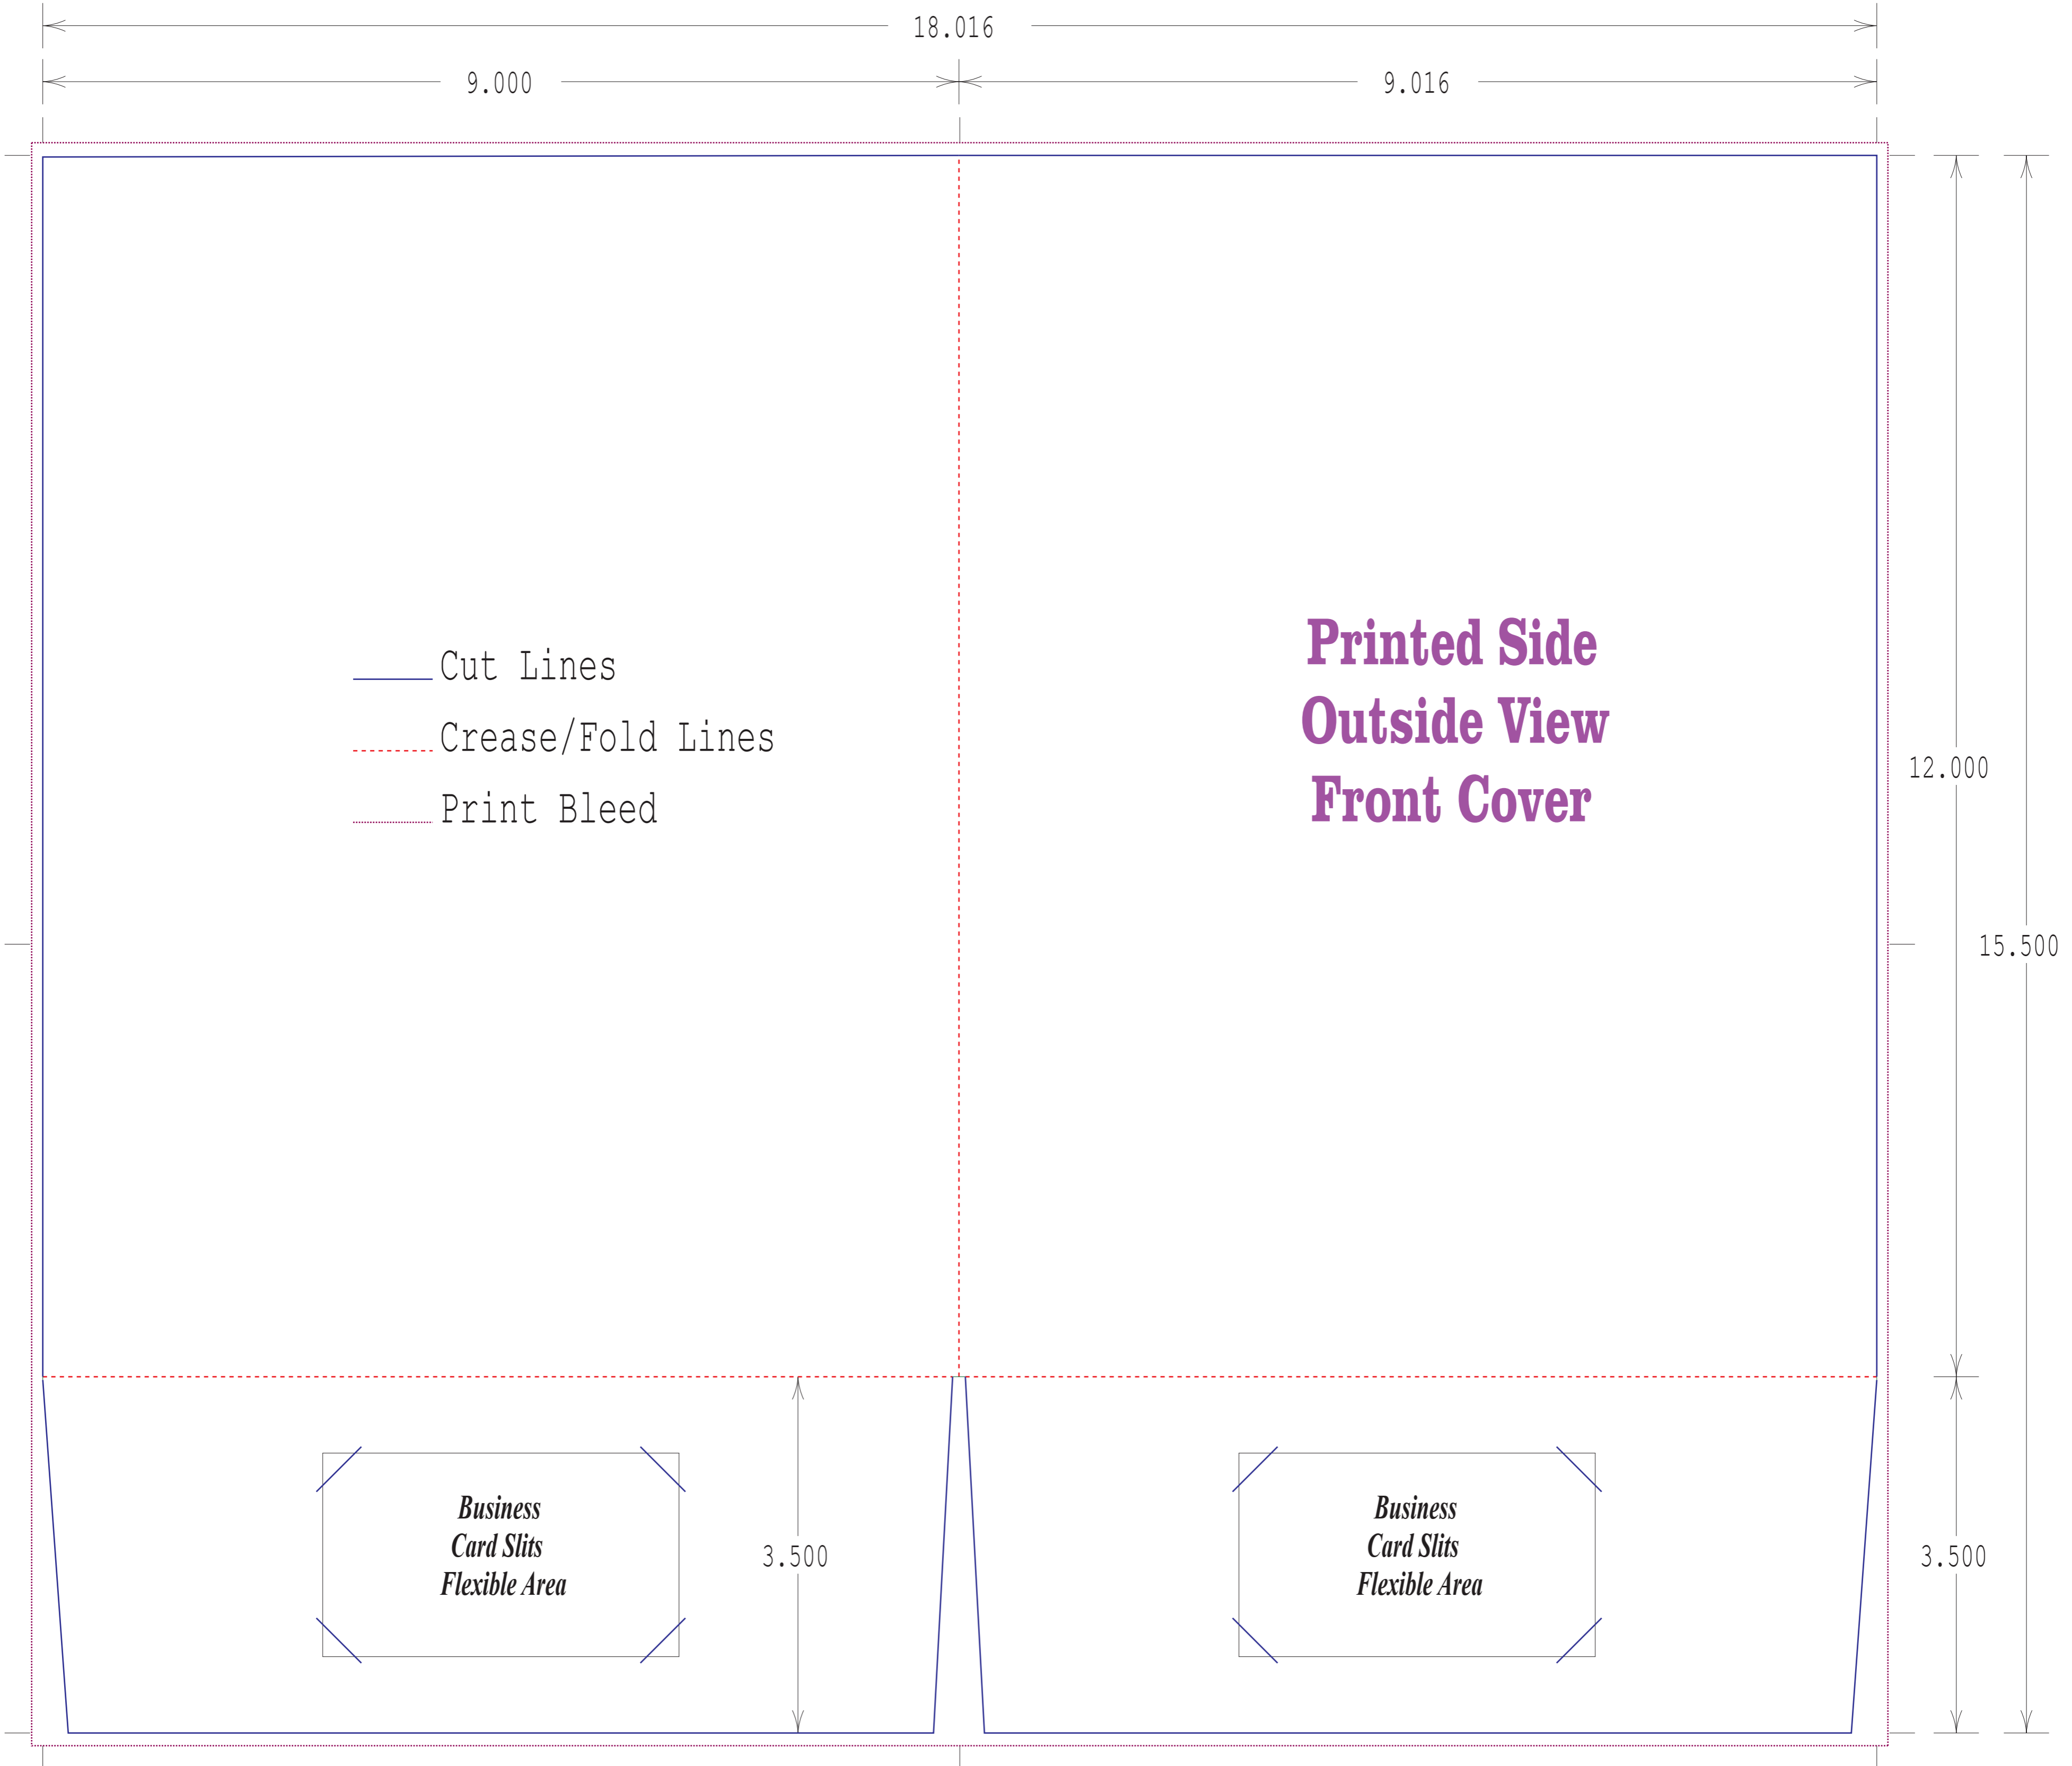 18.016
9.000
9.016
Cut Lines
Crease/Fold Lines
Print Bleed
Printed Side
Outside View
Front Cover
12.000
15.500
Business
Card Slits
Flexible Area
3.500
Business
Card Slits
Flexible Area
3.500